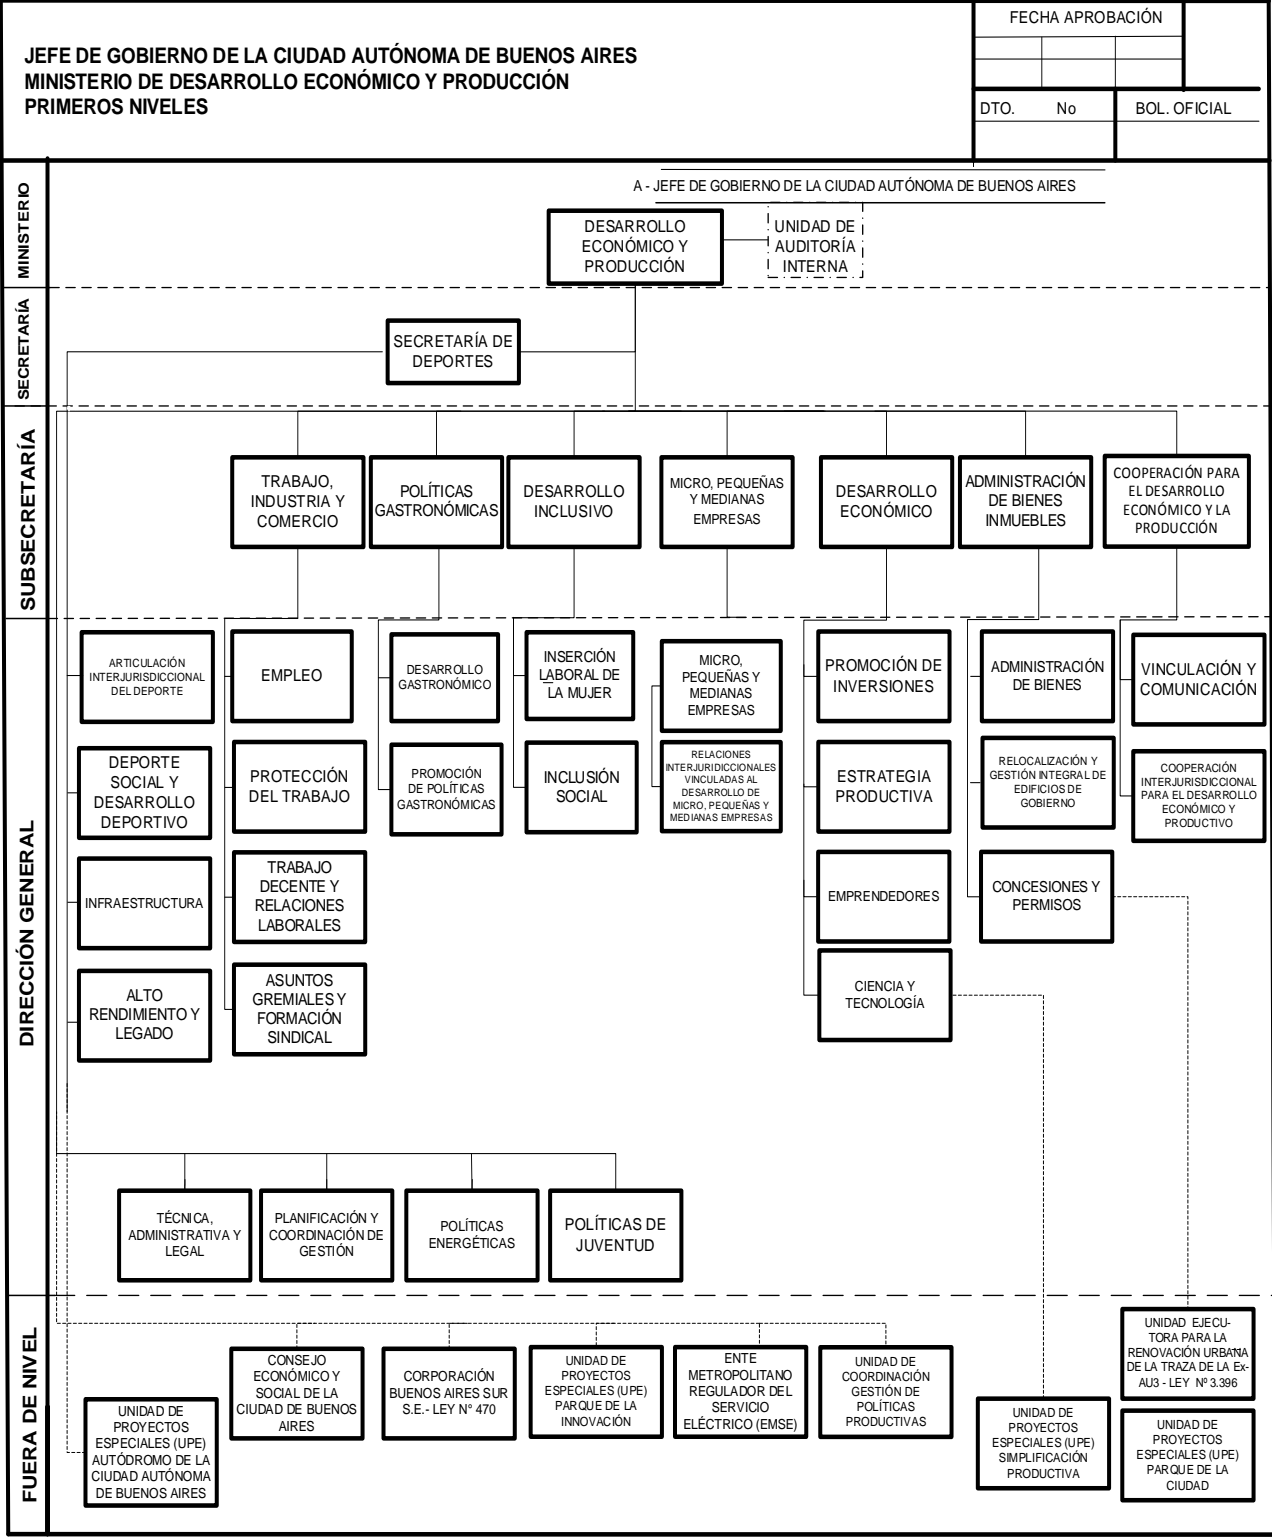 JEFE DE GOBIERNO DE LA CIUDAD AUTÓNOMA DE BUENOS AIRES
MINISTERIO DE DESARROLLO ECONÓMICO Y PRODUCCIÓN
PRIMEROS NIVELES
FECHA APROBACIÓN
DTO. No
BOL. OFICIAL
MINISTERIO
A - JEFE DE GOBIERNO DE LA CIUDAD AUTÓNOMA DE BUENOS AIRES
DESARROLLO
ECONÓMICO Y
PRODUCCIÓN
UNIDAD DE
AUDITORÍA
INTERNA
SECRETARÍA
SECRETARÍA DE
DEPORTES
SUBSECRETARÍA
TRABAJO,
INDUSTRIA Y
COMERCIO
POLÍTICAS
GASTRONÓMICAS
DESARROLLO
INCLUSIVO
MICRO, PEQUEÑAS
Y MEDIANAS
EMPRESAS
DESARROLLO
ECONÓMICO
ADMINISTRACIÓN
DE BIENES
INMUEBLES
COOPERACIÓN PARA
EL DESARROLLO
ECONÓMICO Y LA
PRODUCCIÓN
DIRECCIÓN GENERAL
ARTICULACIÓN
INTERJURISDICCIONAL
DEL DEPORTE
EMPLEO
DESARROLLO
GASTRONÓMICO
INSERCIÓN
LABORAL DE
LA MUJER
MICRO,
PEQUEÑAS Y
MEDIANAS
EMPRESAS
PROMOCIÓN DE
INVERSIONES
ADMINISTRACIÓN
DE BIENES
VINCULACIÓN Y
COMUNICACIÓN
DEPORTE
SOCIAL Y
DESARROLLO
DEPORTIVO
PROTECCIÓN
DEL TRABAJO
PROMOCIÓN
DE POLÍTICAS
GASTRONÓMICAS
INCLUSIÓN
SOCIAL
RELACIONES
INTERJURIDICCIONALES
VINCULADAS AL
DESARROLLO DE
MICRO, PEQUEÑAS Y
MEDIANAS EMPRESAS
ESTRATEGIA
PRODUCTIVA
RELOCALIZACIÓN Y
GESTIÓN INTEGRAL DE
EDIFICIOS DE
GOBIERNO
COOPERACIÓN
INTERJURISDICCIONAL
PARA EL DESARROLLO
ECONÓMICO Y
PRODUCTIVO
INFRAESTRUCTURA
TRABAJO
DECENTE Y
RELACIONES
LABORALES
EMPRENDEDORES
CONCESIONES Y
PERMISOS
ALTO
RENDIMIENTO Y
LEGADO
ASUNTOS
GREMIALES Y
FORMACIÓN
SINDICAL
CIENCIA Y
TECNOLOGÍA
TÉCNICA,
ADMINISTRATIVA Y
LEGAL
PLANIFICACIÓN Y
COORDINACIÓN DE
GESTIÓN
POLÍTICAS
ENERGÉTICAS
POLÍTICAS DE
JUVENTUD
FUERA DE NIVEL
UNIDAD DE
PROYECTOS
ESPECIALES (UPE)
AUTÓDROMO DE LA
CIUDAD AUTÓNOMA
DE BUENOS AIRES
CONSEJO
ECONÓMICO Y
SOCIAL DE LA
CIUDAD DE BUENOS
AIRES
CORPORACIÓN
BUENOS AIRES SUR
S.E.- LEY N° 470
UNIDAD DE
PROYECTOS
ESPECIALES (UPE)
PARQUE DE LA
INNOVACIÓN
ENTE
METROPOLITANO
REGULADOR DEL
SERVICIO
ELÉCTRICO (EMSE)
UNIDAD DE
COORDINACIÓN
GESTIÓN DE
POLÍTICAS
PRODUCTIVAS
UNIDAD DE
PROYECTOS
ESPECIALES (UPE)
SIMPLIFICACIÓN
PRODUCTIVA
UNIDAD EJECU-
TORA PARA LA
RENOVACIÓN URBANA
DE LA TRAZA DE LA Ex-
AU3 - LEY Nº 3.396
UNIDAD DE
PROYECTOS
ESPECIALES (UPE)
PARQUE DE LA
CIUDAD